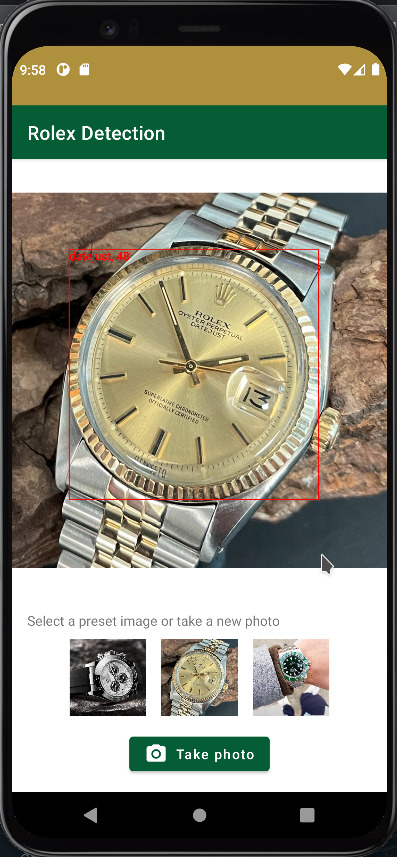 9:58
Rolex Detection
ROLEX
OYSTER PERPETUAL
DATEJUST
SUPERLATIVE CHRONOMETER
OFFICIALLY CERTIFIED
Select a preset image or take a new photo
Take photo